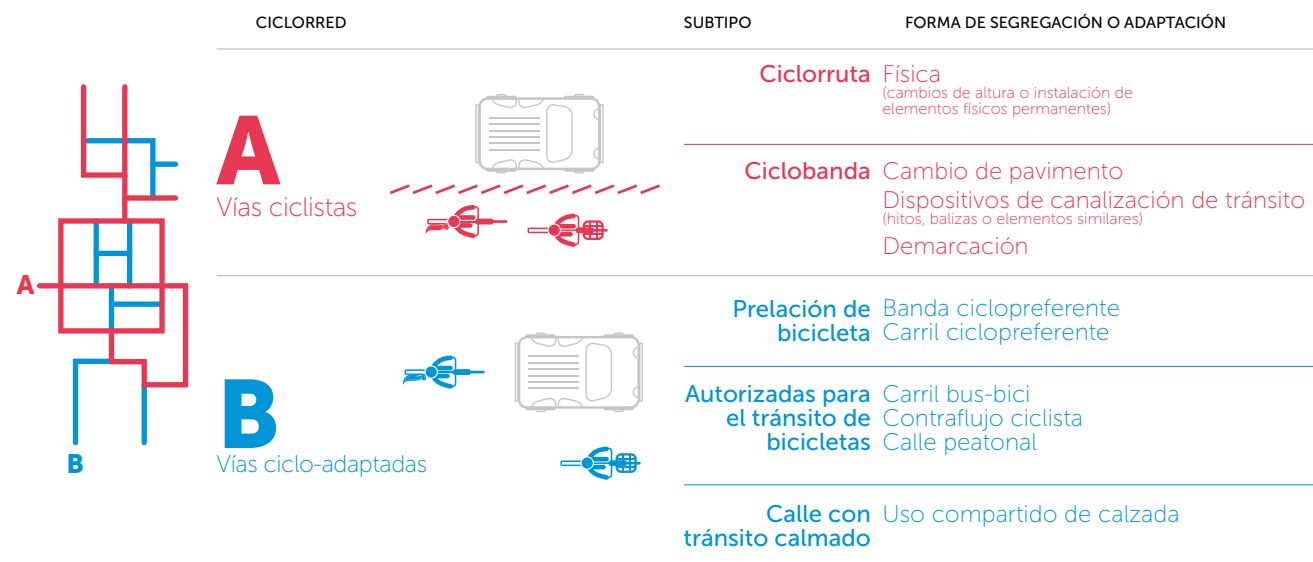 CICLORRED
SUBTIPO
FORMA DE SEGREGACIÓN O ADAPTACIÓN
A
B
A
Vías ciclistas
Ciclorruta
Física
(cambios de altura o instalación de
elementos físicos permanentes)
Ciclobanda
Cambio de pavimento
Dispositivos de canalización de tránsito
(hitos, balizas o elementos similares)
Demarcación
B
Vías ciclo-adaptadas
Prelación de
bicicleta
Banda ciclopreferente
Carril ciclopreferente
Autorizadas para
el tránsito de
bicicletas
Carril bus-bici
Contraflujo ciclista
Calle peatonal
Calle con
tránsito calmado
Uso compartido de calzada